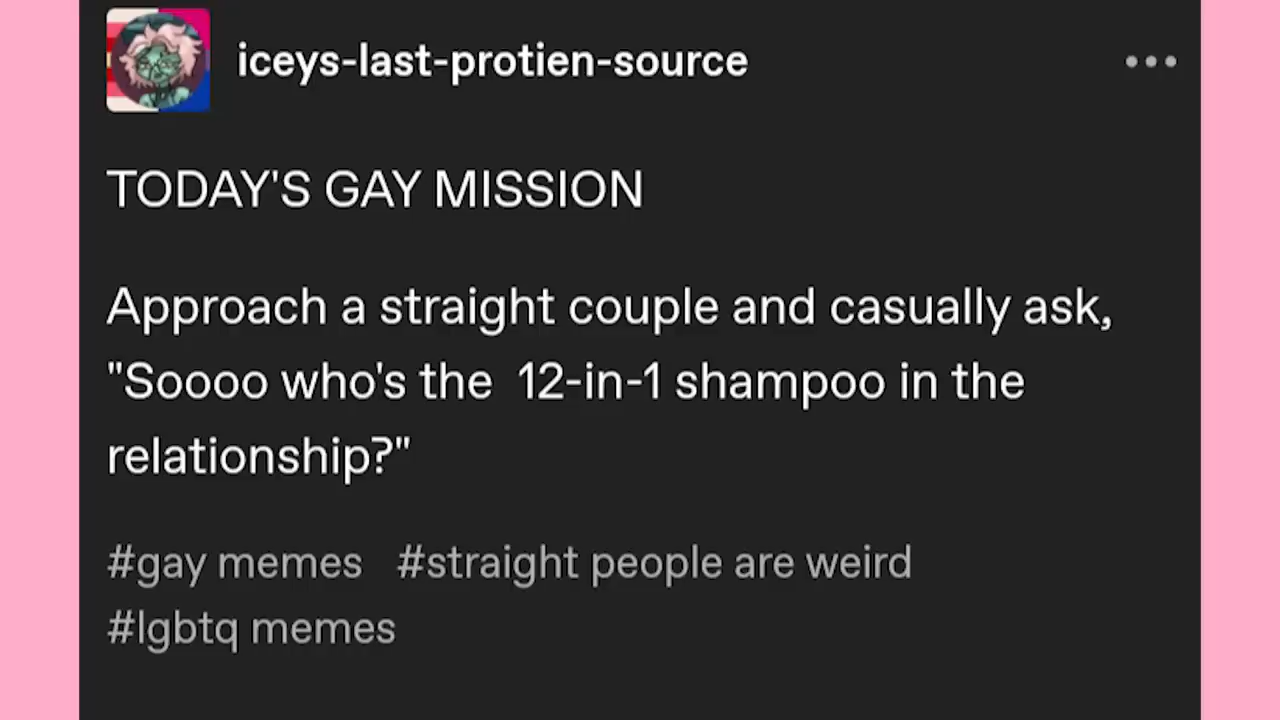 iceys-last-protien-source
TODAY'S GAY MISSION
Approach a straight couple and casually ask,
"Soooo who's the  12-in-1 shampoo in the
relationship?"
#gay memes #straight people are weird
#lgbtq memes